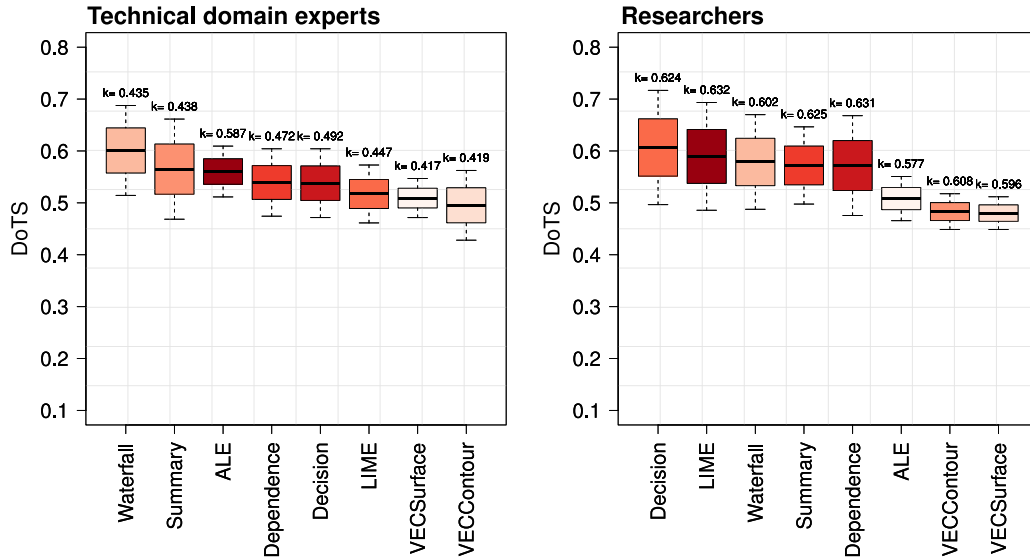 Technical domain experts
DoTS
0.8
0.7
0.6
0.5
0.4
0.3
0.2
0.1
k= 0.435
k= 0.438
k= 0.587
k= 0.472
k= 0.492
k= 0.447
k= 0.417
k= 0.419
Waterfall
Summary
ALE
Dependence
Decision
LIME
VECSurface
VECContour
Researchers
DoTS
0.8
0.7
0.6
0.5
0.4
0.3
0.2
0.1
k= 0.624
k= 0.632
k= 0.602
k= 0.625
k= 0.631
k= 0.577
k= 0.608
k= 0.596
Decision
LIME
Waterfall
Summary
Dependence
ALE
VECContour
VECSurface